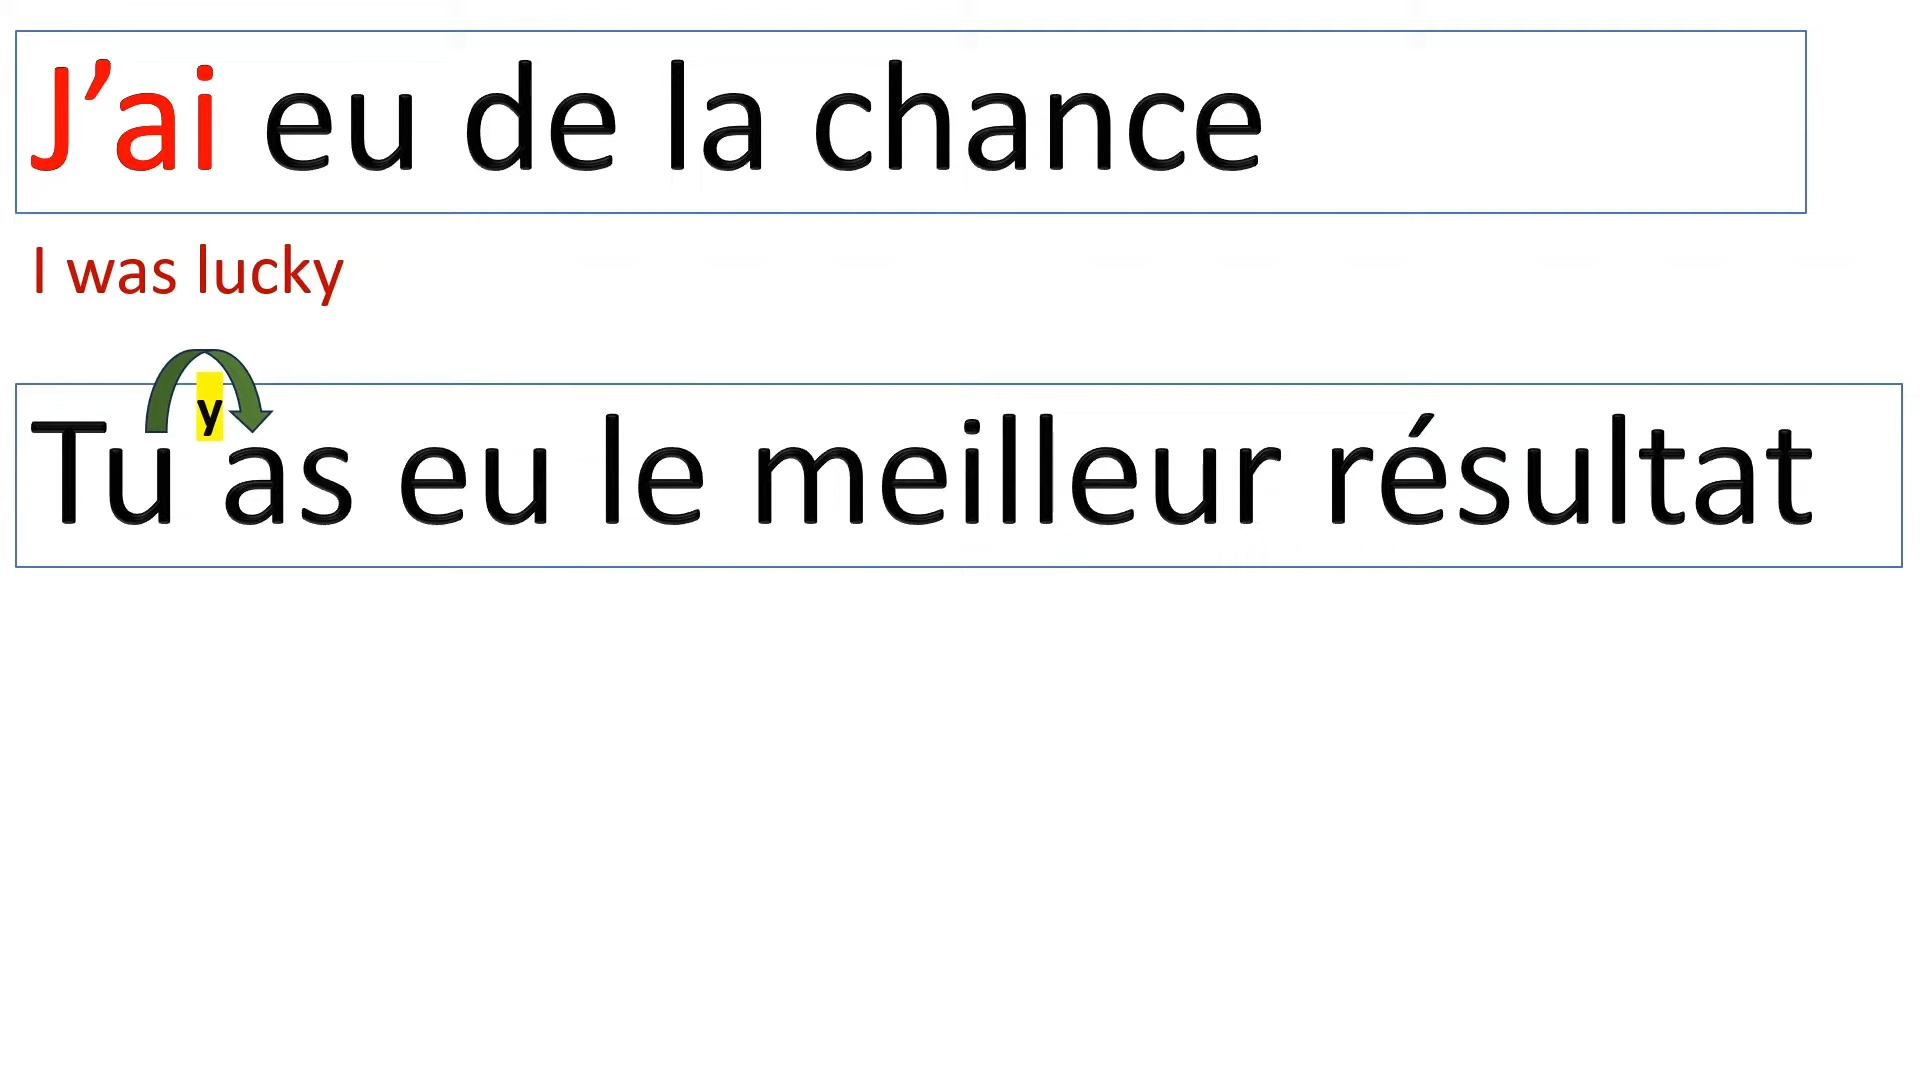 J’ai eu de la chance
I was lucky
y
Tu as eu le meilleur résultat